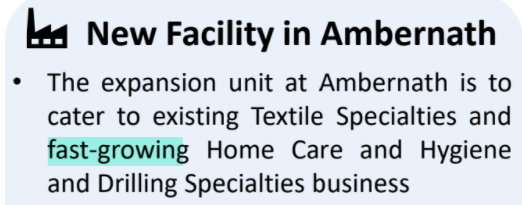 New Facility in Ambernath
• The expansion unit at Ambernath is to
cater to existing Textile Specialties and
fast-growing Home Care and Hygiene
and Drilling Specialties business